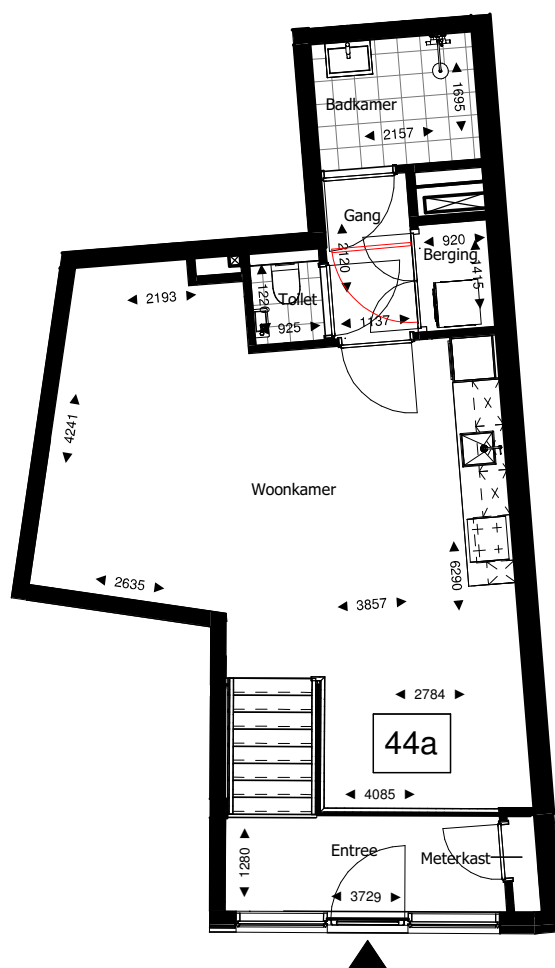 Badkamer
1695
2157
Gang
2120
920
Berging
1415
2193
1220
Toilet
925
1137
4241
Woonkamer
2635
6290
3857
2784
44a
4085
1280
Entree
Meterkast
3729